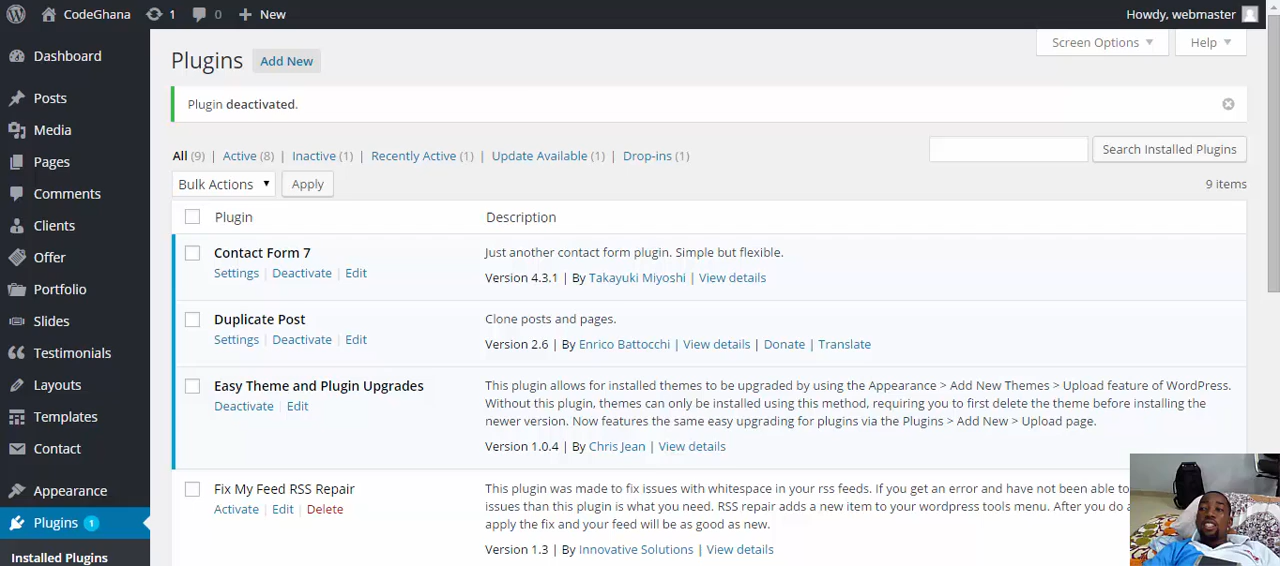 CodeGhana 1 0 New Howdy, webmaster
Screen Options Help
Dashboard
Posts
Media
Pages
Comments
Clients
Offer
Portfolio
Slides
Testimonials
Layouts
Templates
Contact
Appearance
Plugins 1
Installed Plugins
Plugins Add New
Plugin deactivated.
All (9) | Active (8) | Inactive (1) | Recently Active (1) | Update Available (1) | Drop-ins (1)
Search Installed Plugins
Bulk Actions Apply
9 items
Plugin Description
Contact Form 7
Settings | Deactivate | Edit
Just another contact form plugin. Simple but flexible.
Version 4.3.1 | By Takayuki Miyoshi | View details
Duplicate Post
Settings | Deactivate | Edit
Clone posts and pages.
Version 2.6 | By Enrico Battocchi | View details | Donate | Translate
Easy Theme and Plugin Upgrades
Deactivate | Edit
This plugin allows for installed themes to be upgraded by using the Appearance > Add New Themes > Upload feature of WordPress.
Without this plugin, themes can only be installed using this method, requiring you to first delete the theme before installing the
newer version. Now features the same easy upgrading for plugins via the Plugins > Add New > Upload page.
Version 1.0.4 | By Chris Jean | View details
Fix My Feed RSS Repair
Activate | Edit | Delete
This plugin was made to fix issues with whitespace in your rss feeds. If you get an error and have not been able to
issues than this plugin is what you need. RSS repair adds a new item to your wordpress tools menu. After you do a
apply the fix and your feed will be as good as new.
Version 1.3 | By Innovative Solutions | View details